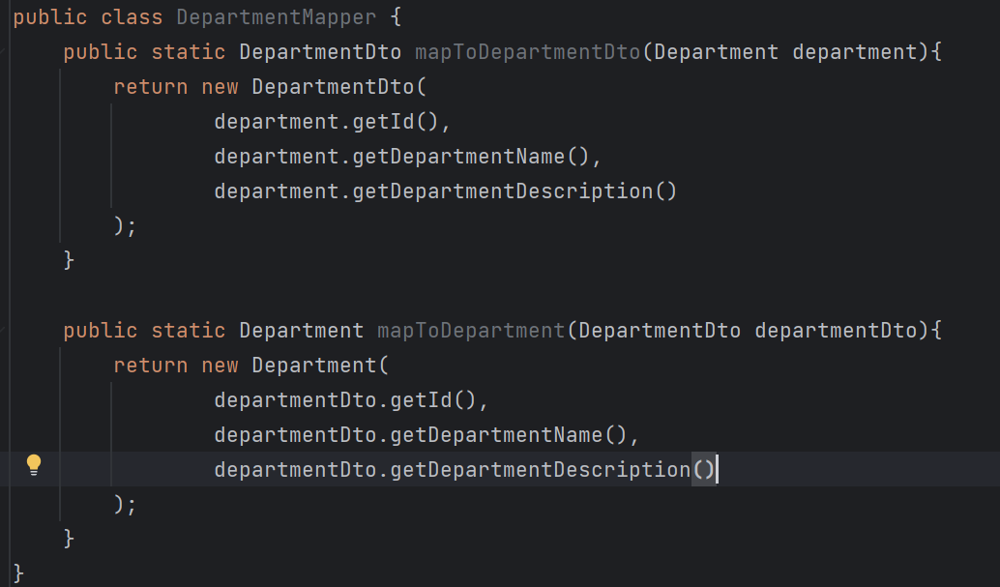 public class DepartmentMapper {
    public static DepartmentDto mapToDepartmentDto(Department department){
        return new DepartmentDto(
                department.getId(),
                department.getDepartmentName(),
                department.getDepartmentDescription()
        );
    }

    public static Department mapToDepartment(DepartmentDto departmentDto){
        return new Department(
                departmentDto.getId(),
                departmentDto.getDepartmentName(),
                departmentDto.getDepartmentDescription()
        );
    }
}